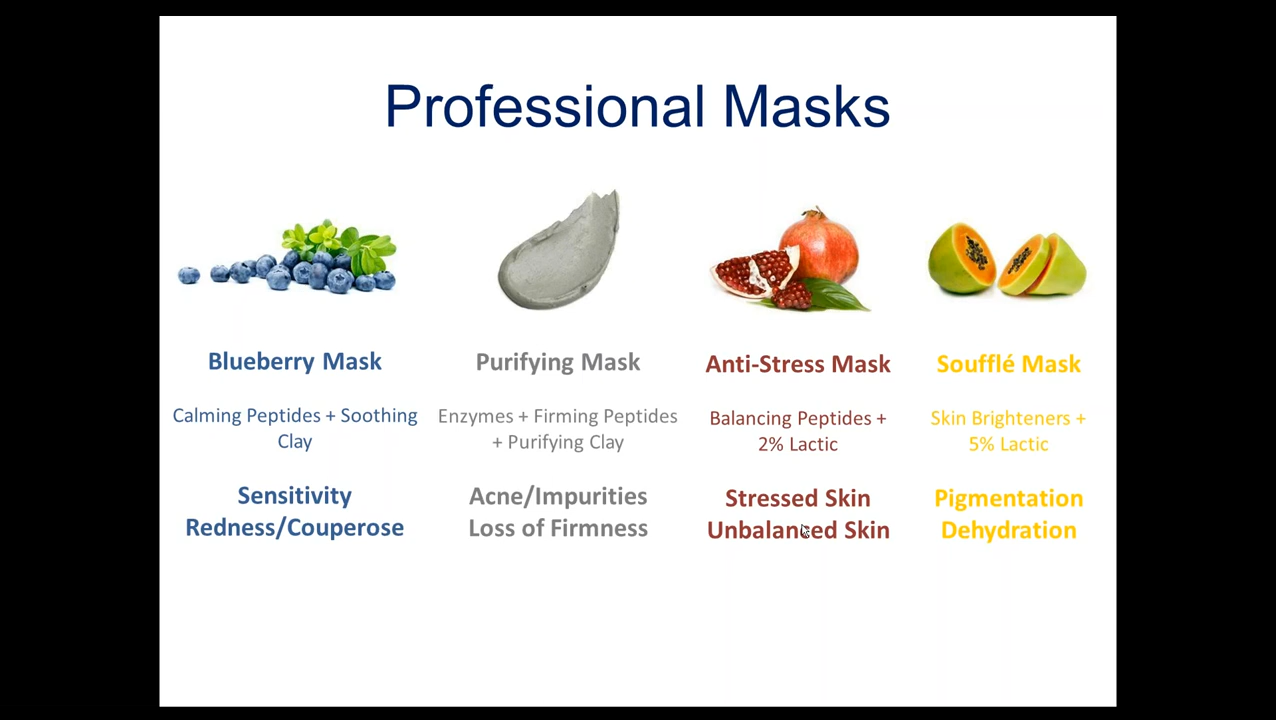 Professional Masks
Blueberry Mask
Calming Peptides + Soothing
Clay
Sensitivity
Redness/Couperose
Purifying Mask
Enzymes + Firming Peptides
+ Purifying Clay
Acne/Impurities
Loss of Firmness
Anti-Stress Mask
Balancing Peptides +
2% Lactic
Stressed Skin
Unbalanced Skin
Soufflé Mask
Skin Brighteners +
5% Lactic
Pigmentation
Dehydration